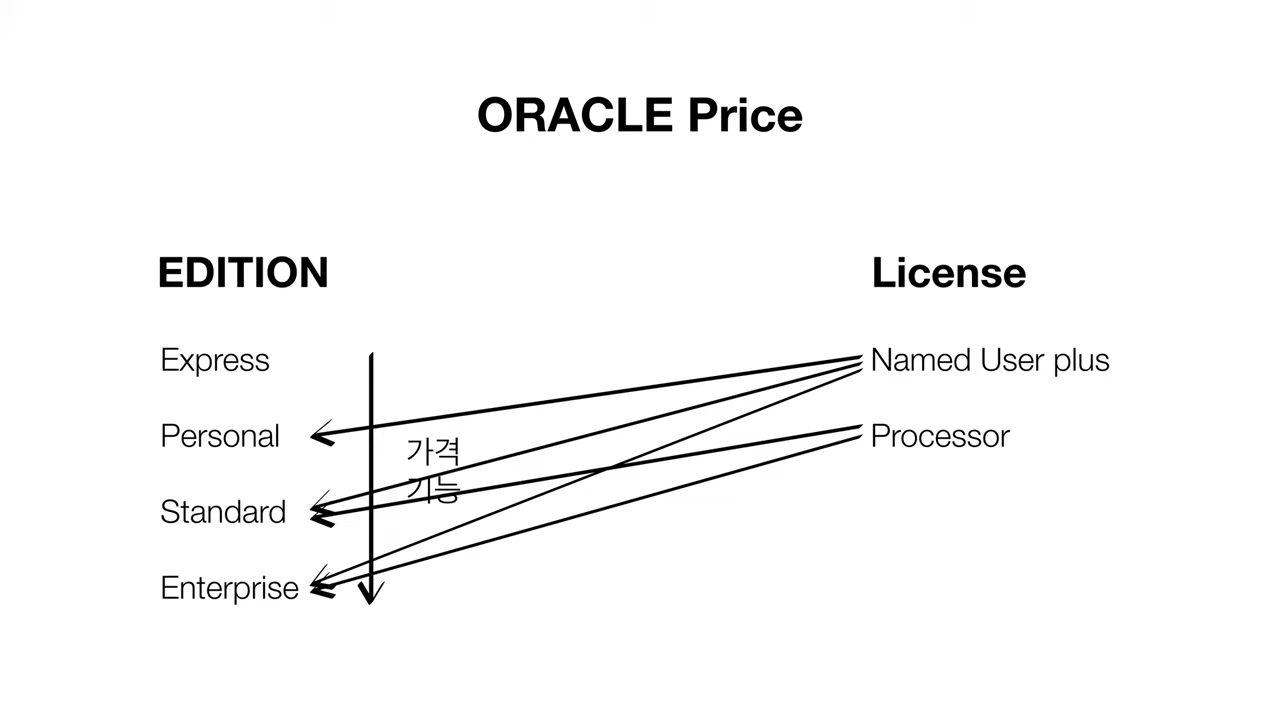 ORACLE Price
EDITION
Express
Personal
Standard
Enterprise
가격
기능
License
Named User plus
Processor